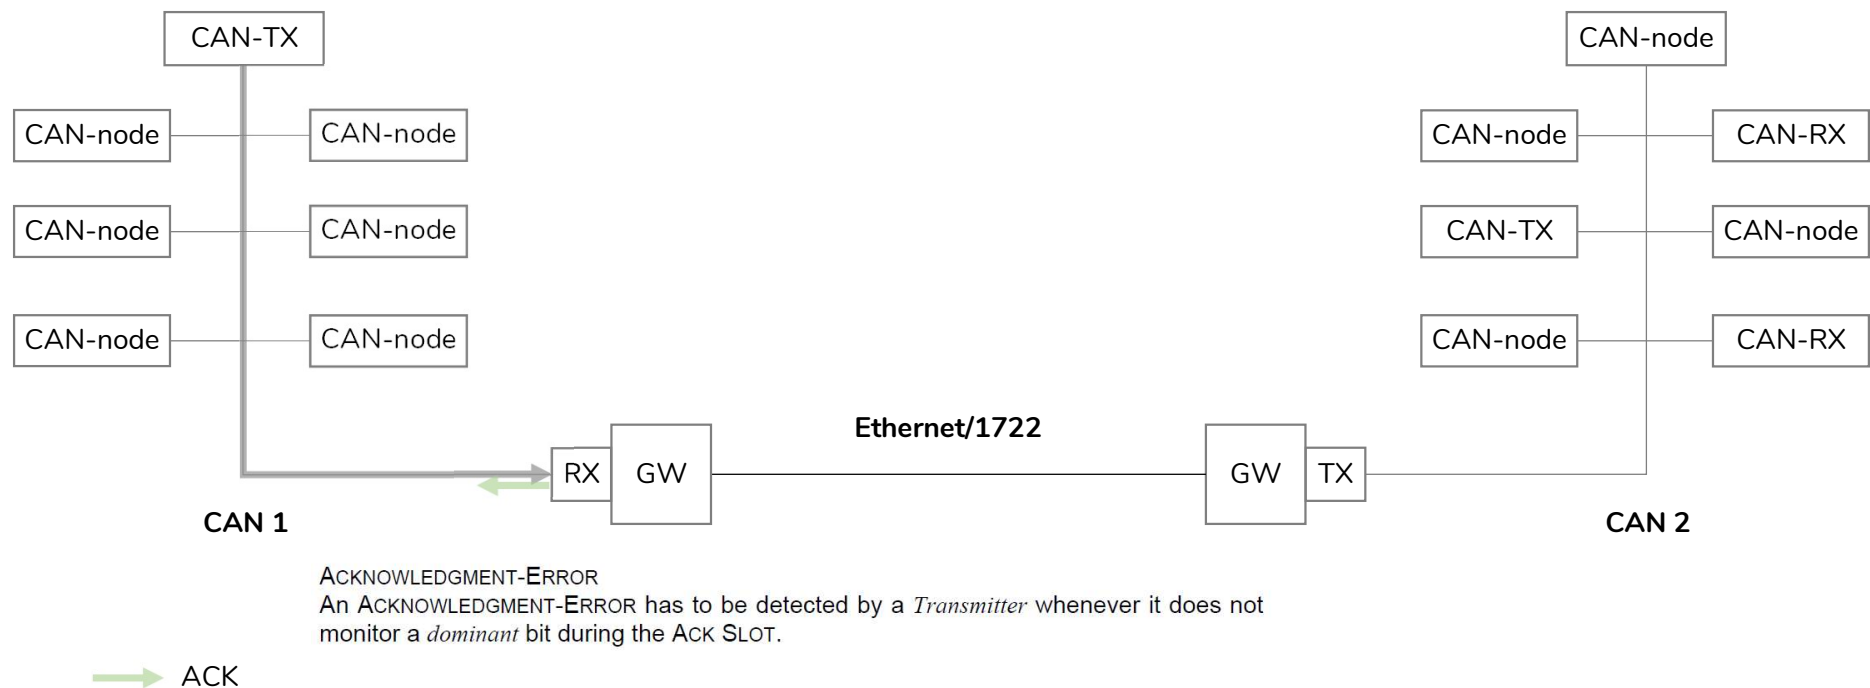 CAN-TX
CAN-node
CAN-node CAN-node
CAN-node CAN-RX
CAN-node CAN-node
CAN-TX CAN-node
CAN-node CAN-node
CAN-node CAN-RX
Ethernet/1722
RX GW
GW TX
CAN 1
CAN 2
ACKNOWLEDGMENT-ERROR
An ACKNOWLEDGMENT-ERROR has to be detected by a Transmitter whenever it does not
monitor a dominant bit during the ACK SLOT.
ACK